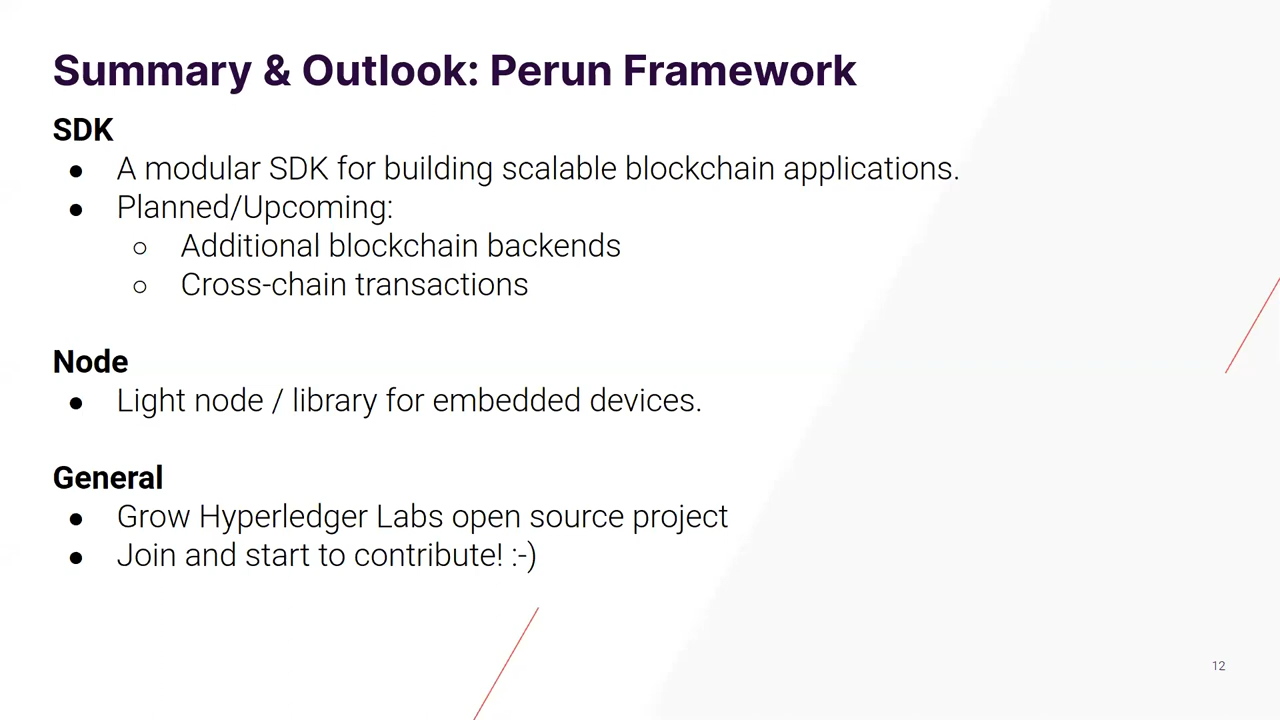 Summary & Outlook: Perun Framework
SDK
● A modular SDK for building scalable blockchain applications.
● Planned/Upcoming:
○ Additional blockchain backends
○ Cross-chain transactions
Node
● Light node / library for embedded devices.
General
● Grow Hyperledger Labs open source project
● Join and start to contribute! :-)
12